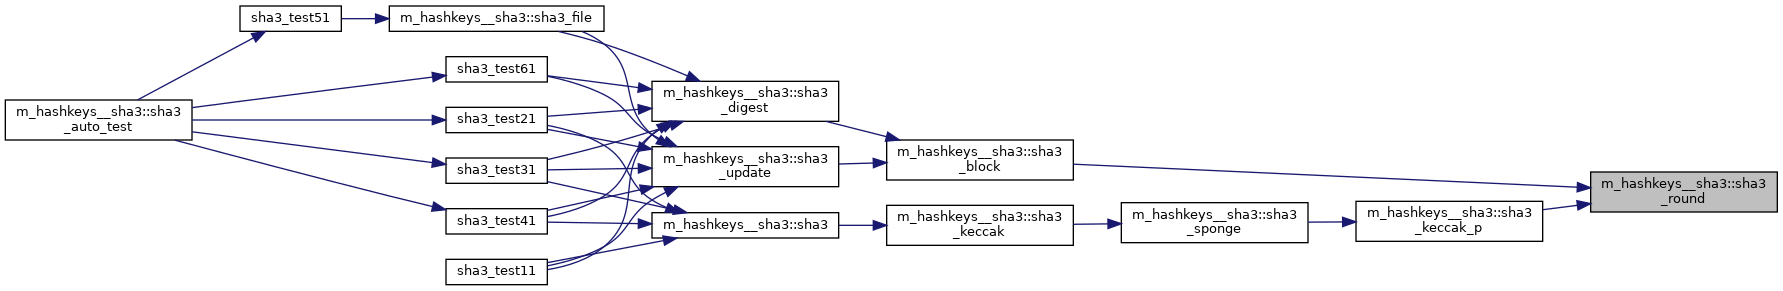 sha3_test51
m_hashkeys__sha3::sha3_file
sha3_test61
m_hashkeys__sha3::sha3
_digest
m_hashkeys__sha3::sha3
_auto_test
sha3_test21
m_hashkeys__sha3::sha3
_update
m_hashkeys__sha3::sha3
_block
sha3_test31
m_hashkeys__sha3::sha3
_round
sha3_test41
m_hashkeys__sha3::sha3
m_hashkeys__sha3::sha3
_keccak
m_hashkeys__sha3::sha3
_sponge
m_hashkeys__sha3::sha3
_keccak_p
sha3_test11